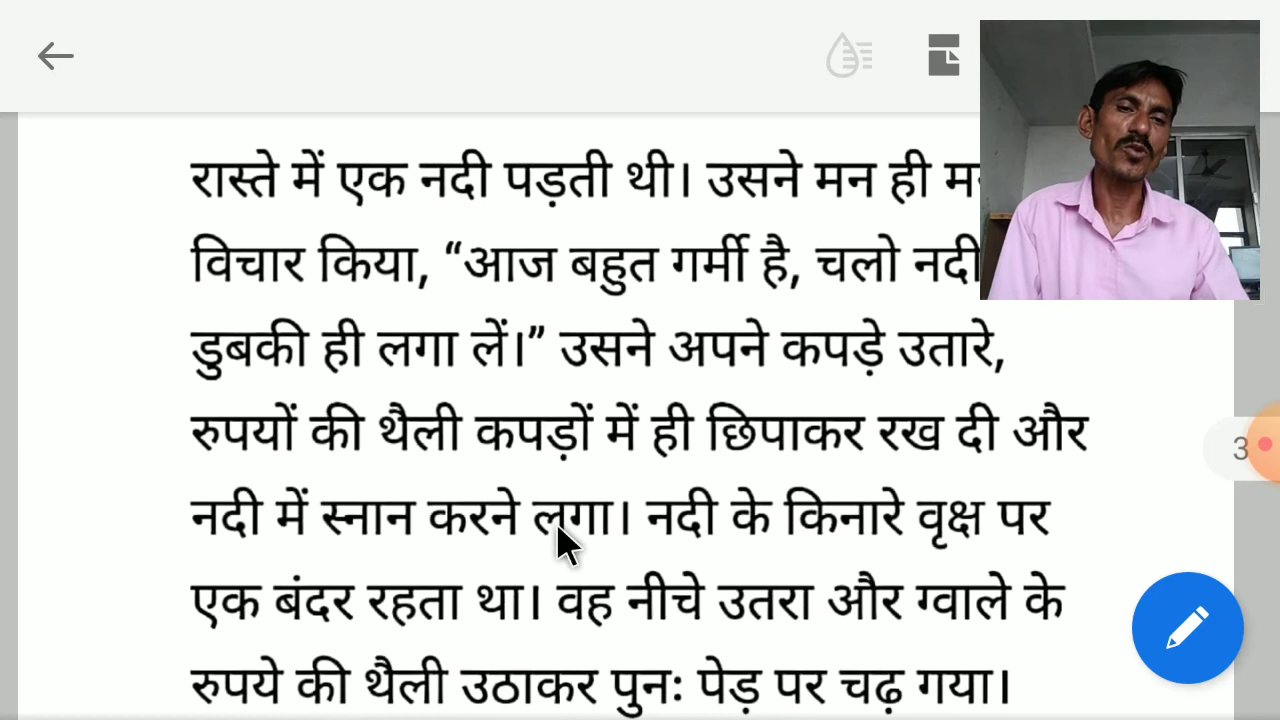 रास्ते में एक नदी पड़ती थी। उसने मन ही
विचार किया, “आज बहुत गर्मी है, चलो नदी
डुबकी ही लगा लें।” उसने अपने कपड़े उतारे,
रुपयों की थैली कपड़ों में ही छिपाकर रख दी और
नदी में स्नान करने लगा। नदी के किनारे वृक्ष पर
एक बंदर रहता था। वह नीचे उतरा और ग्वाले के
रुपये की थैली उठाकर पुनः पेड़ पर चढ़ गया।
3